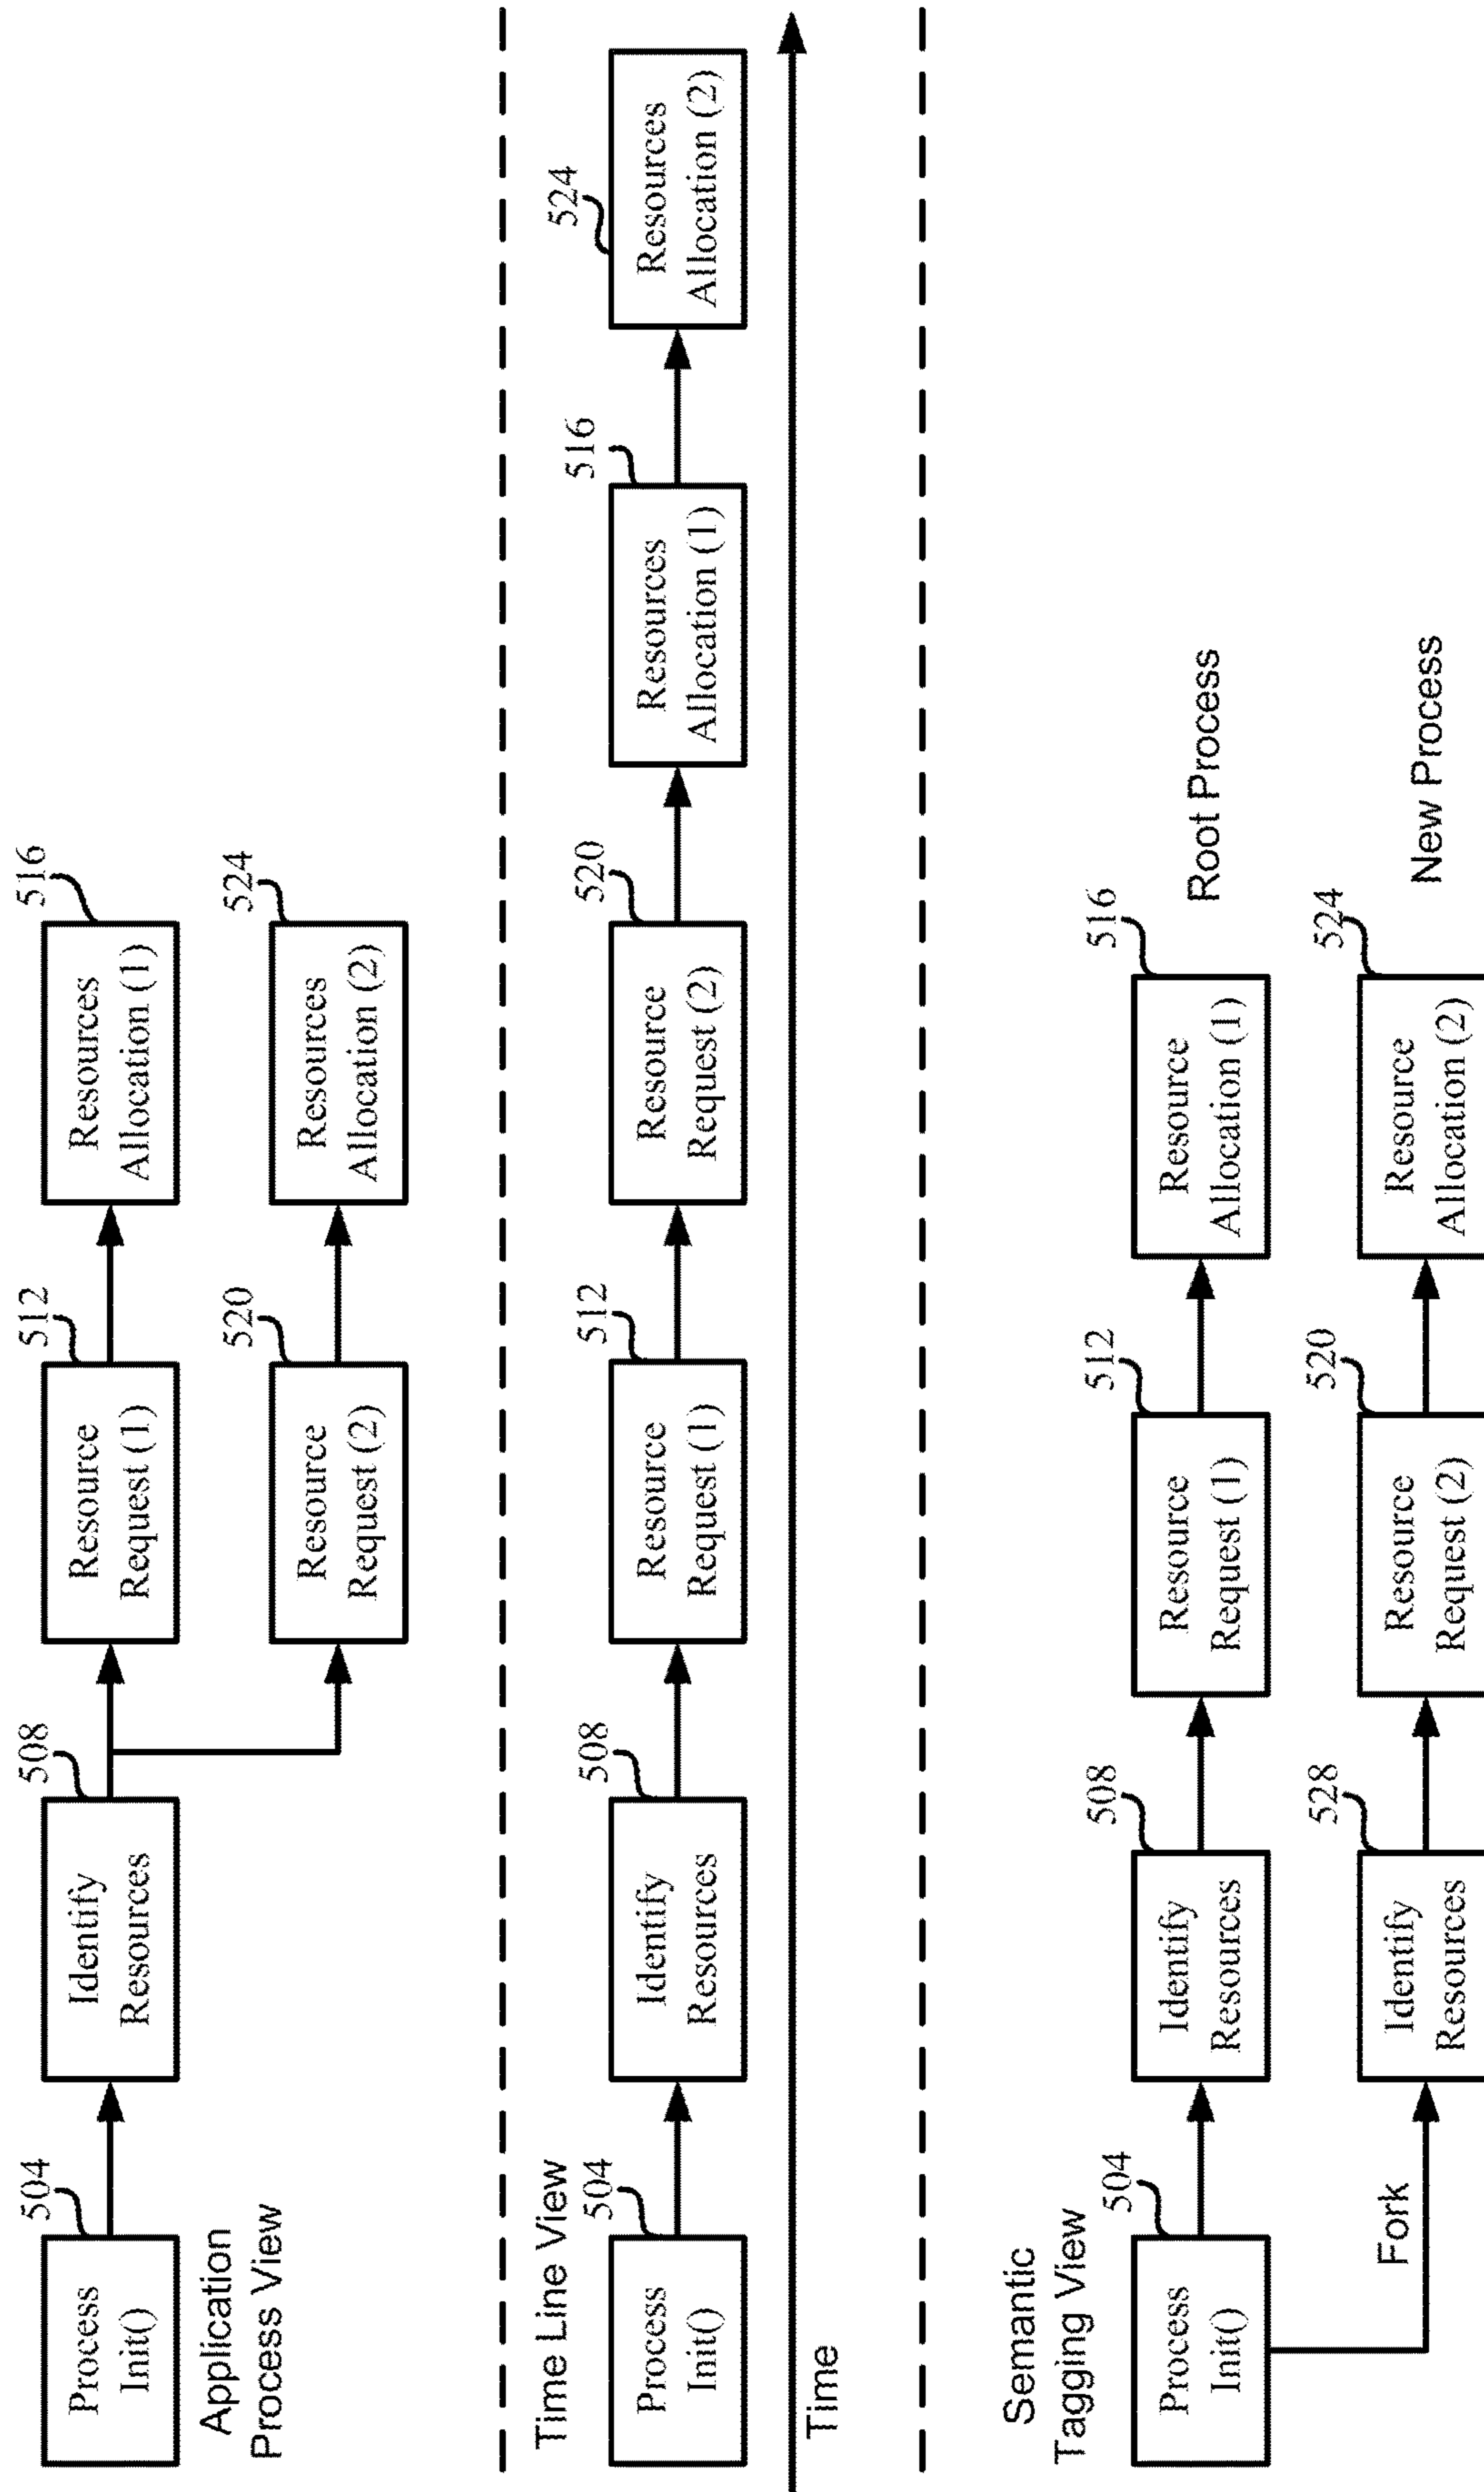 504
Process
Init()
508
Identify
Resources
512
Resource
Request (1)
516
Resources
Allocation (1)
520
Resource
Request (2)
524
Resources
Allocation (2)
Application
Process View
Time Line View
504
Process
Init()
508
Identify
Resources
512
Resource
Request (1)
520
Resource
Request (2)
516
Resources
Allocation (1)
524
Resources
Allocation (2)
Time
Semantic
Tagging View
504
Process
Init()
508
Identify
Resources
512
Resource
Request (1)
516
Resource
Allocation (1)
Root Process
Fork
528
Identify
Resources
520
Resource
Request (2)
524
Resource
Allocation (2)
New Process